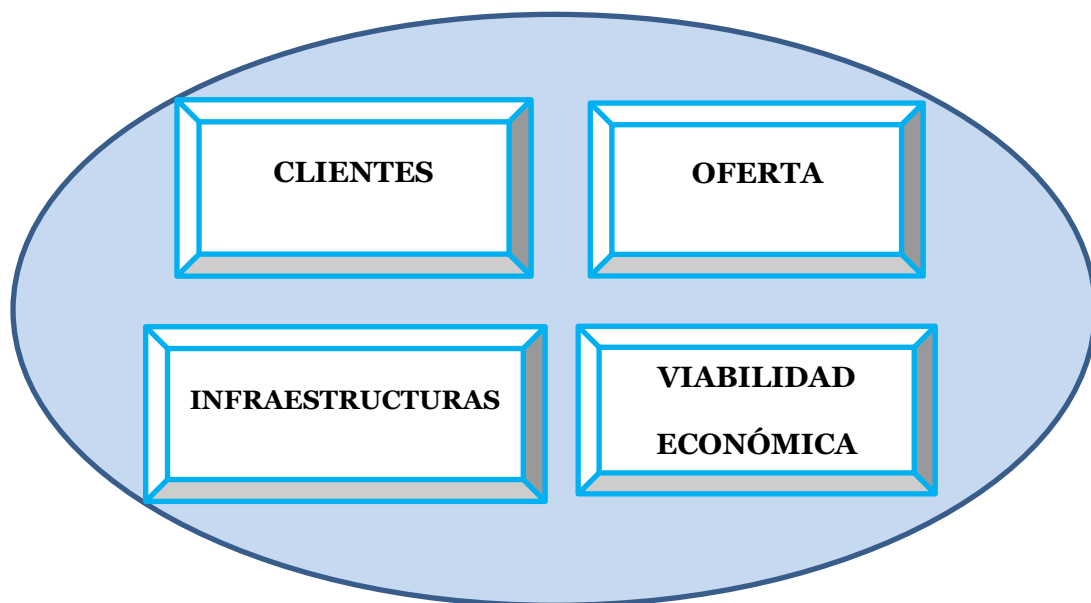 CLIENTES
OFERTA
INFRAESTRUCTURAS
VIABILIDAD
ECONÓMICA